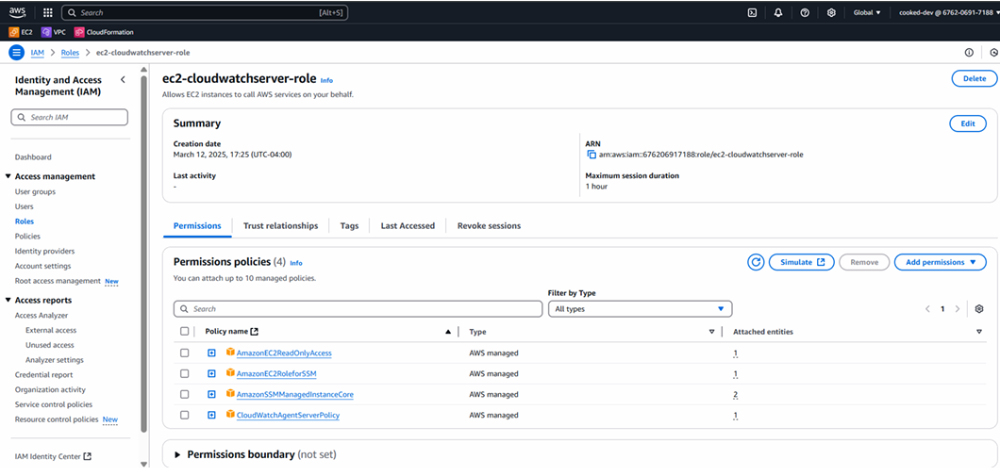 aws Search [Alt+S] Global cooked-dev @ 6762-0691-7188
EC2 VPC CloudFormation
IAM > Roles > ec2-cloudwatchserver-role
Identity and Access
Management (IAM)
Search IAM
Dashboard
Access management
User groups
Users
Roles
Policies
Identity providers
Account settings
Root access management New
Access reports
Access Analyzer
External access
Unused access
Analyzer settings
Credential report
Organization activity
Service control policies
Resource control policies New
IAM Identity Center
ec2-cloudwatchserver-role Info
Delete
Allows EC2 instances to call AWS services on your behalf.
Summary
Edit
Creation date
March 12, 2025, 17:25 (UTC-04:00)
Last activity
-
ARN
arn:aws:iam::676206917188:role/ec2-cloudwatchserver-role
Maximum session duration
1 hour
Permissions Trust relationships Tags Last Accessed Revoke sessions
Permissions policies (4) Info
Simulate Remove Add permissions
You can attach up to 10 managed policies.
Filter by Type
Search All types 1
Policy name Type Attached entities
AmazonEC2ReadOnlyAccess AWS managed 1
AmazonEC2RoleforSSM AWS managed 1
AmazonSSMManagedInstanceCore AWS managed 2
CloudWatchAgentServerPolicy AWS managed 1
Permissions boundary (not set)